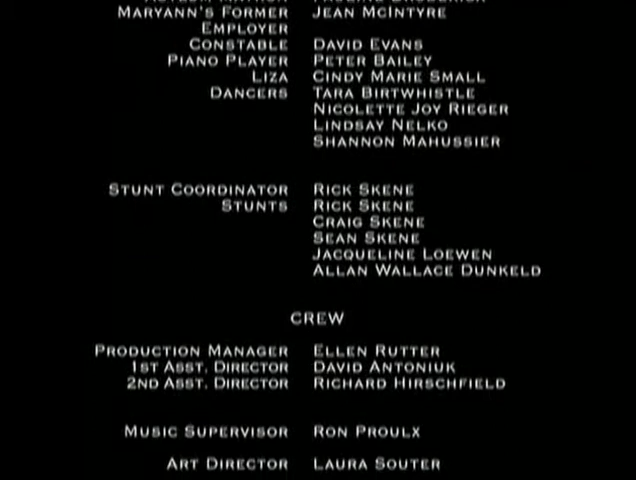 Maryann's Former Jean McIntyre
Employer
Constable David Evans
Piano Player Peter Bailey
Liza Cindy Marie Small
Dancers Tara Birtwhistle
Nicolette Joy Rieger
Lindsay Nelko
Shannon Mahussier
Stunt Coordinator Rick Skene
Stunts Rick Skene
Craig Skene
Sean Skene
Jacqueline Loewen
Allan Wallace Dunkeld
CREW
Production Manager Ellen Rutter
1st Asst. Director David Antoniuk
2nd Asst. Director Richard Hirschfield
Music Supervisor Ron Proulx
Art Director Laura Souter